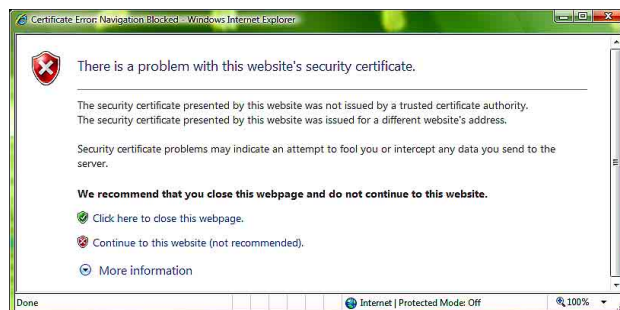 Certificate Error: Navigation Blocked - Windows Internet Explorer
There is a problem with this website's security certificate.
The security certificate presented by this website was not issued by a trusted certificate authority.
The security certificate presented by this website was issued for a different website's address.
Security certificate problems may indicate an attempt to fool you or intercept any data you send to the
server.
We recommend that you close this webpage and do not continue to this website.
Click here to close this webpage.
Continue to this website (not recommended).
More information
Done Internet | Protected Mode: Off 100%